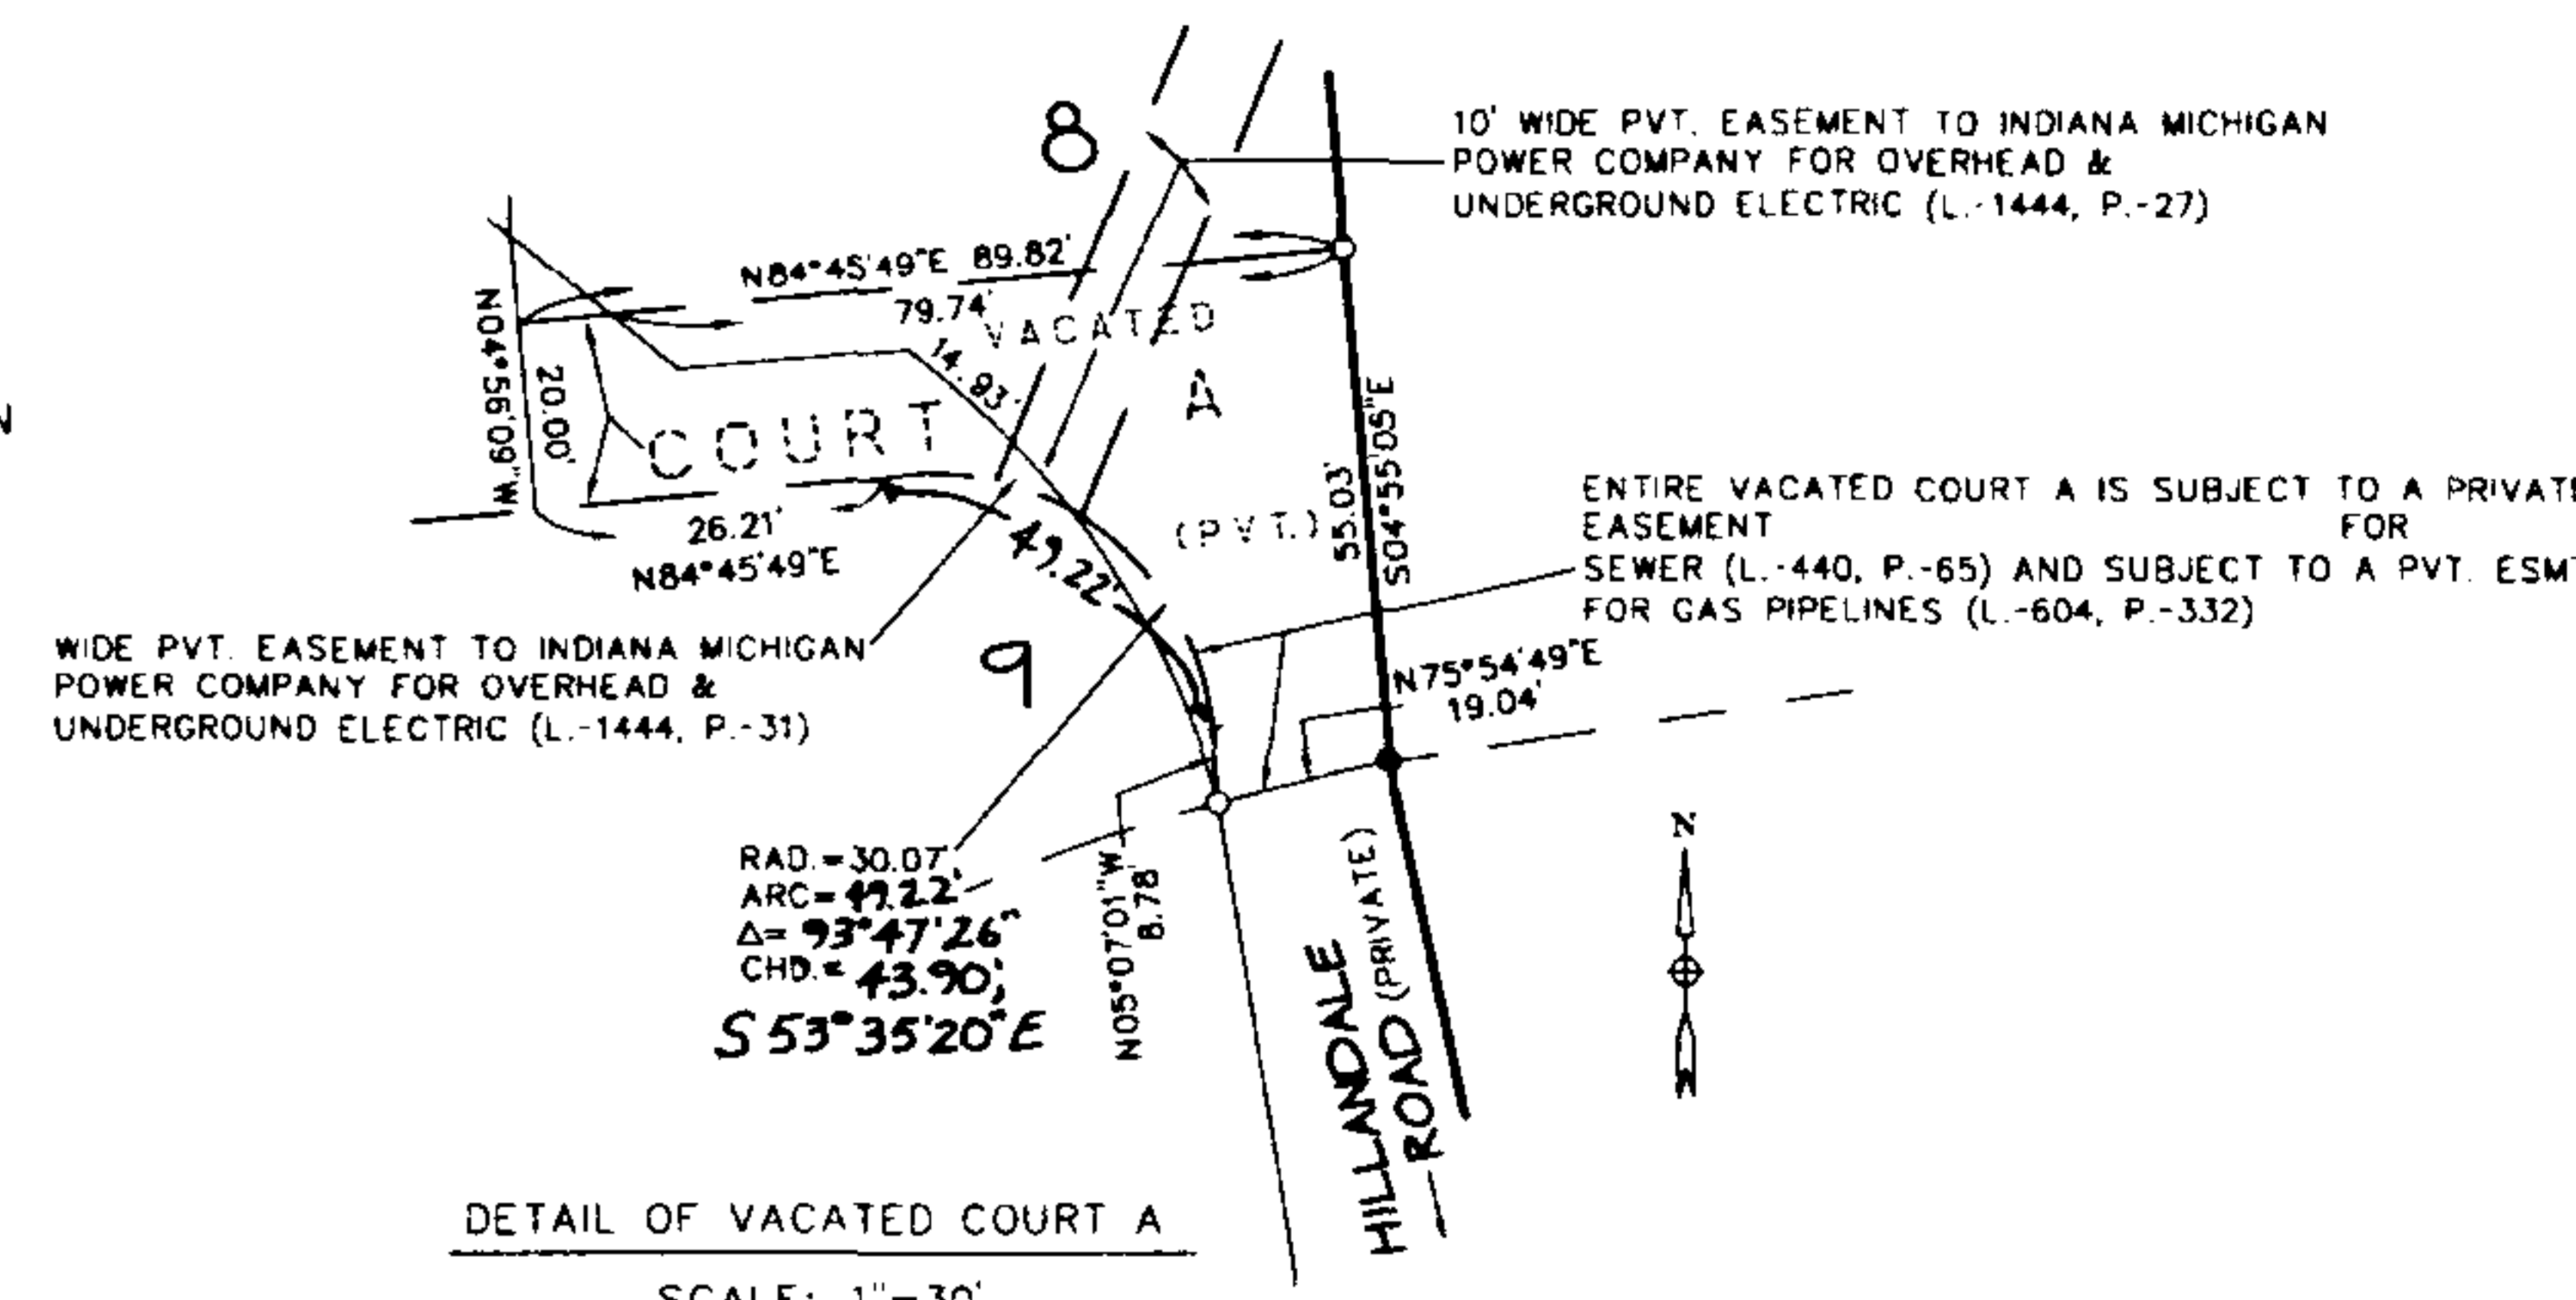 8
10' WIDE PVT. EASEMENT TO INDIANA MICHIGAN
POWER COMPANY FOR OVERHEAD &
UNDERGROUND ELECTRIC (L.-1444, P.-27)
N84°45'49"E 89.82'
79.74'
VACATED
14.93'
A
N04°56'09"W
20.00'
COURT
(PVT.)
55.03'
S04°55'05"E
26.21'
N84°45'49"E
49.22'
ENTIRE VACATED COURT A IS SUBJECT TO A PRIVATE
EASEMENT FOR
SEWER (L.-440, P.-65) AND SUBJECT TO A PVT. ESMT
FOR GAS PIPELINES (L.-604, P.-332)
WIDE PVT. EASEMENT TO INDIANA MICHIGAN
POWER COMPANY FOR OVERHEAD &
UNDERGROUND ELECTRIC (L.-1444, P.-31)
9
N75°54'49"E
19.04'
RAD.=30.07'
ARC=49.22'
Δ= 93°47'26"
CHD.= 43.90';
S 53°35'20"E
N05°07'01"W
8.78'
HILLANDALE
ROAD (PRIVATE)
N
DETAIL OF VACATED COURT A
SCALE: 1"=30'